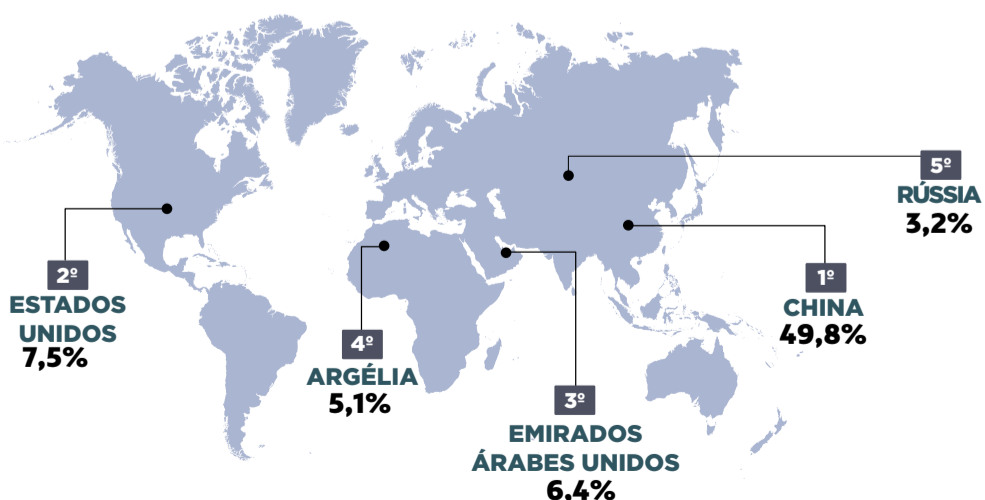 5º
RÚSSIA
3,2%
2º
ESTADOS
UNIDOS
7,5%
1º
CHINA
49,8%
4º
ARGÉLIA
5,1%
3º
EMIRADOS
ÁRABES UNIDOS
6,4%